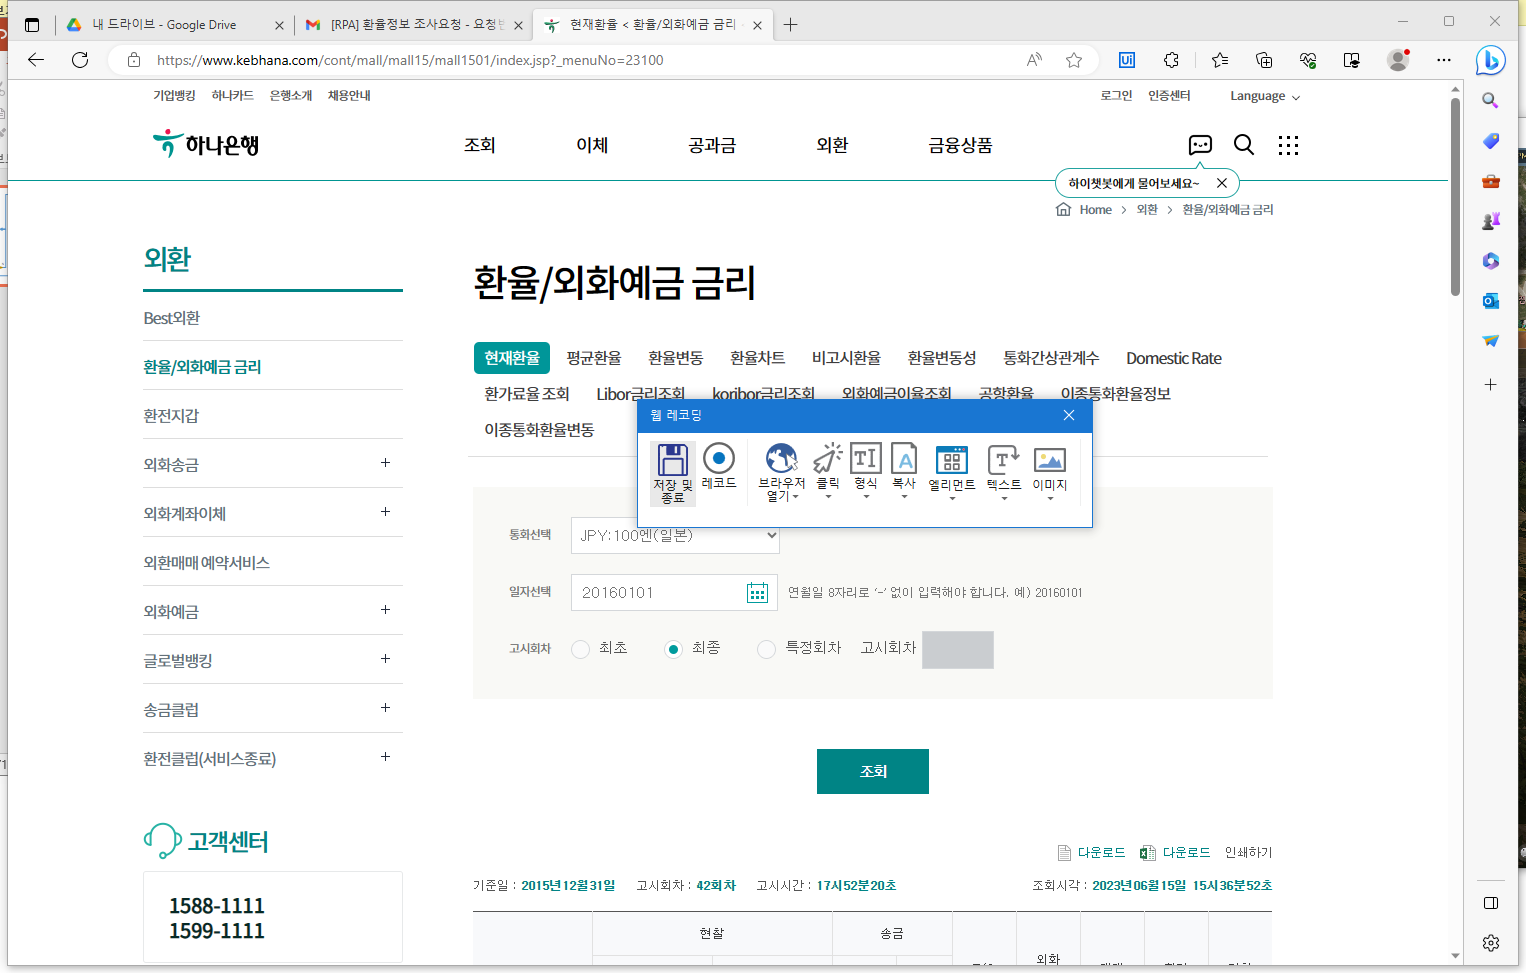 내 드라이브 - Google Drive
[RPA] 환율정보 조사요청 - 요청번
현재환율 < 환율/외화예금 금리
https://www.kebhana.com/cont/mall/mall15/mall1501/index.jsp?_menuNo=23100
기업뱅킹 하나카드 은행소개 채용안내
로그인 인증센터 Language
하나은행
조회 이체 공과금 외환 금융상품
하이챗봇에게 물어보세요~
Home > 외환 > 환율/외화예금 금리
외환
Best외환
환율/외화예금 금리
환전지갑
외화송금
외화계좌이체
외환매매 예약서비스
외화예금
글로벌뱅킹
송금클럽
환전클럽(서비스종료)
고객센터
1588-1111
1599-1111
환율/외화예금 금리
현재환율 평균환율 환율변동 환율차트 비고시환율 환율변동성 통화간상관계수 Domestic Rate
환가료율 조회 Libor금리조회 koribor금리조회 외화예금이율조회 공항환율 이종통화환율정보
이종통화환율변동
웹 레코딩
저장 및 종료
레코드
브라우저 열기
클릭
형식
복사
엘리먼트
텍스트
이미지
통화선택 JPY:100엔(일본)
일자선택 20160101 연월일 8자리로 '-' 없이 입력해야 합니다. 예) 20160101
고시회차 최초 최종 특정회차 고시회차
조회
다운로드 다운로드 인쇄하기
기준일 : 2015년12월31일 고시회차 : 42회차 고시시간 : 17시52분20초
조회시각 : 2023년06월15일 15시36분52초
현찰 송금
외화